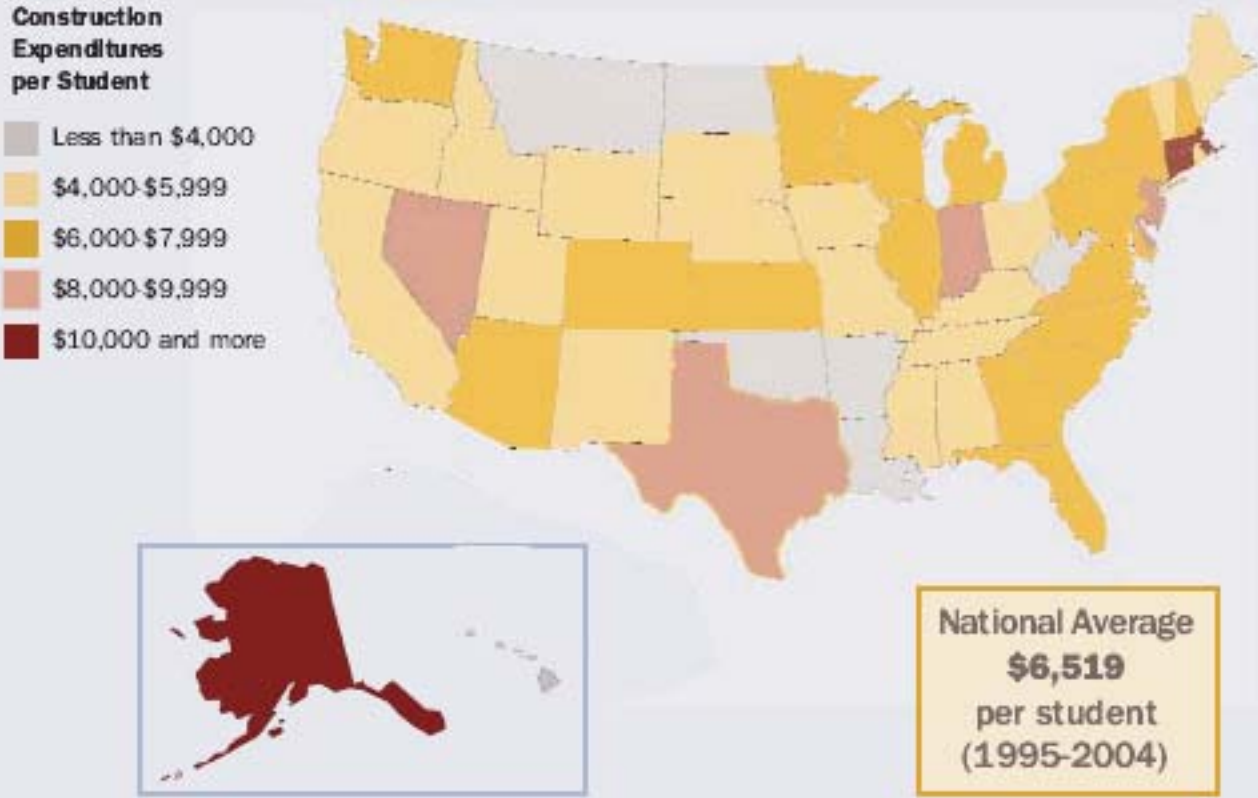 Construction
Expenditures
per Student
Less than $4,000
$4,000-$5,999
$6,000-$7,999
$8,000-$9,999
$10,000 and more
National Average
$6,519
per student
(1995-2004)